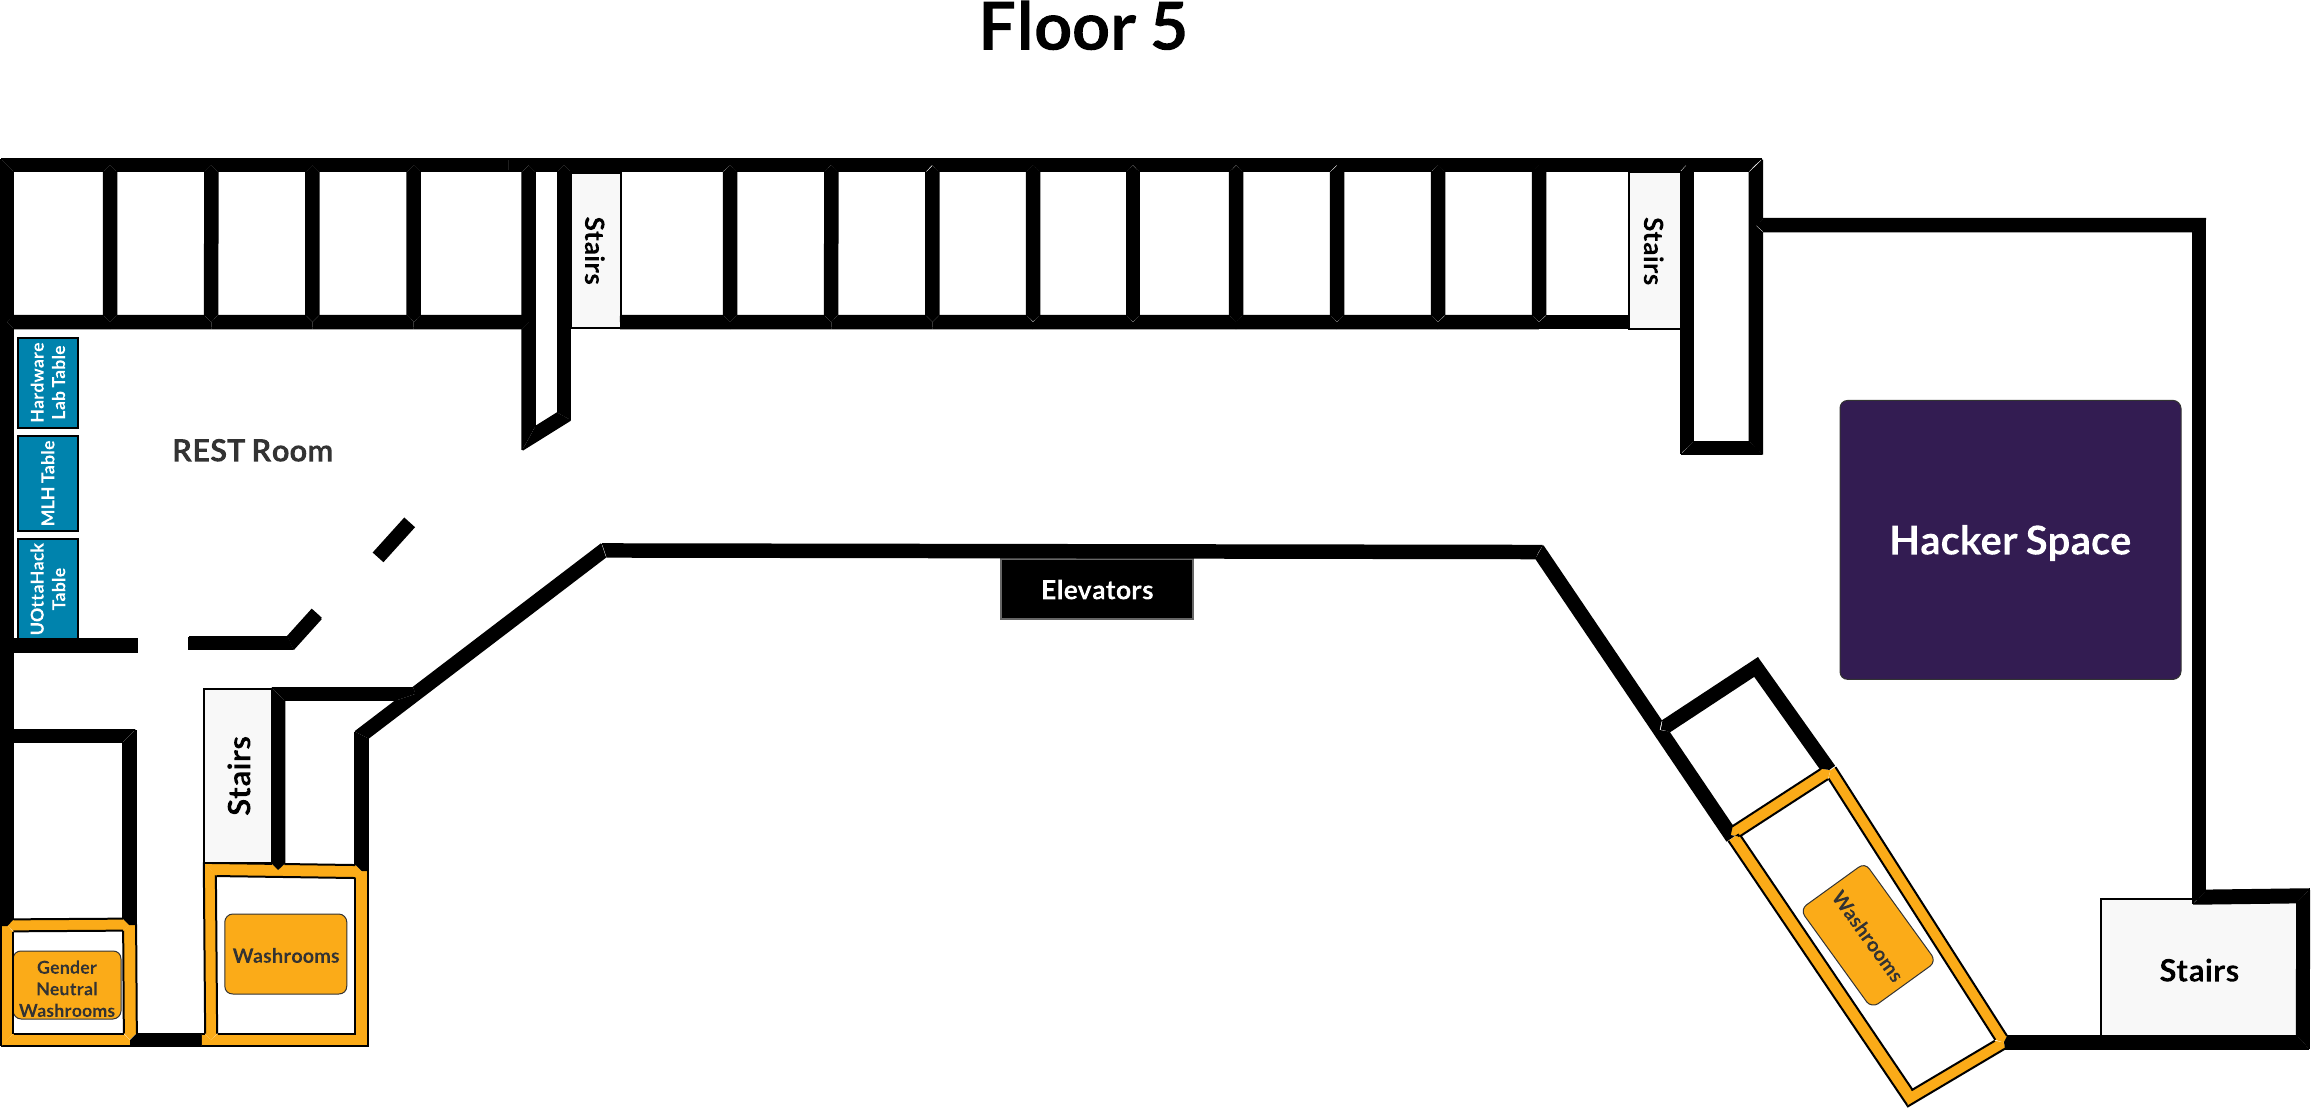 Floor 5
Stairs
Stairs
Hardware
Lab Table
REST Room
MLH Table
Hacker Space
UOttaHack
Table
Elevators
Stairs
Washrooms
Washrooms
Gender
Neutral
Washrooms
Stairs